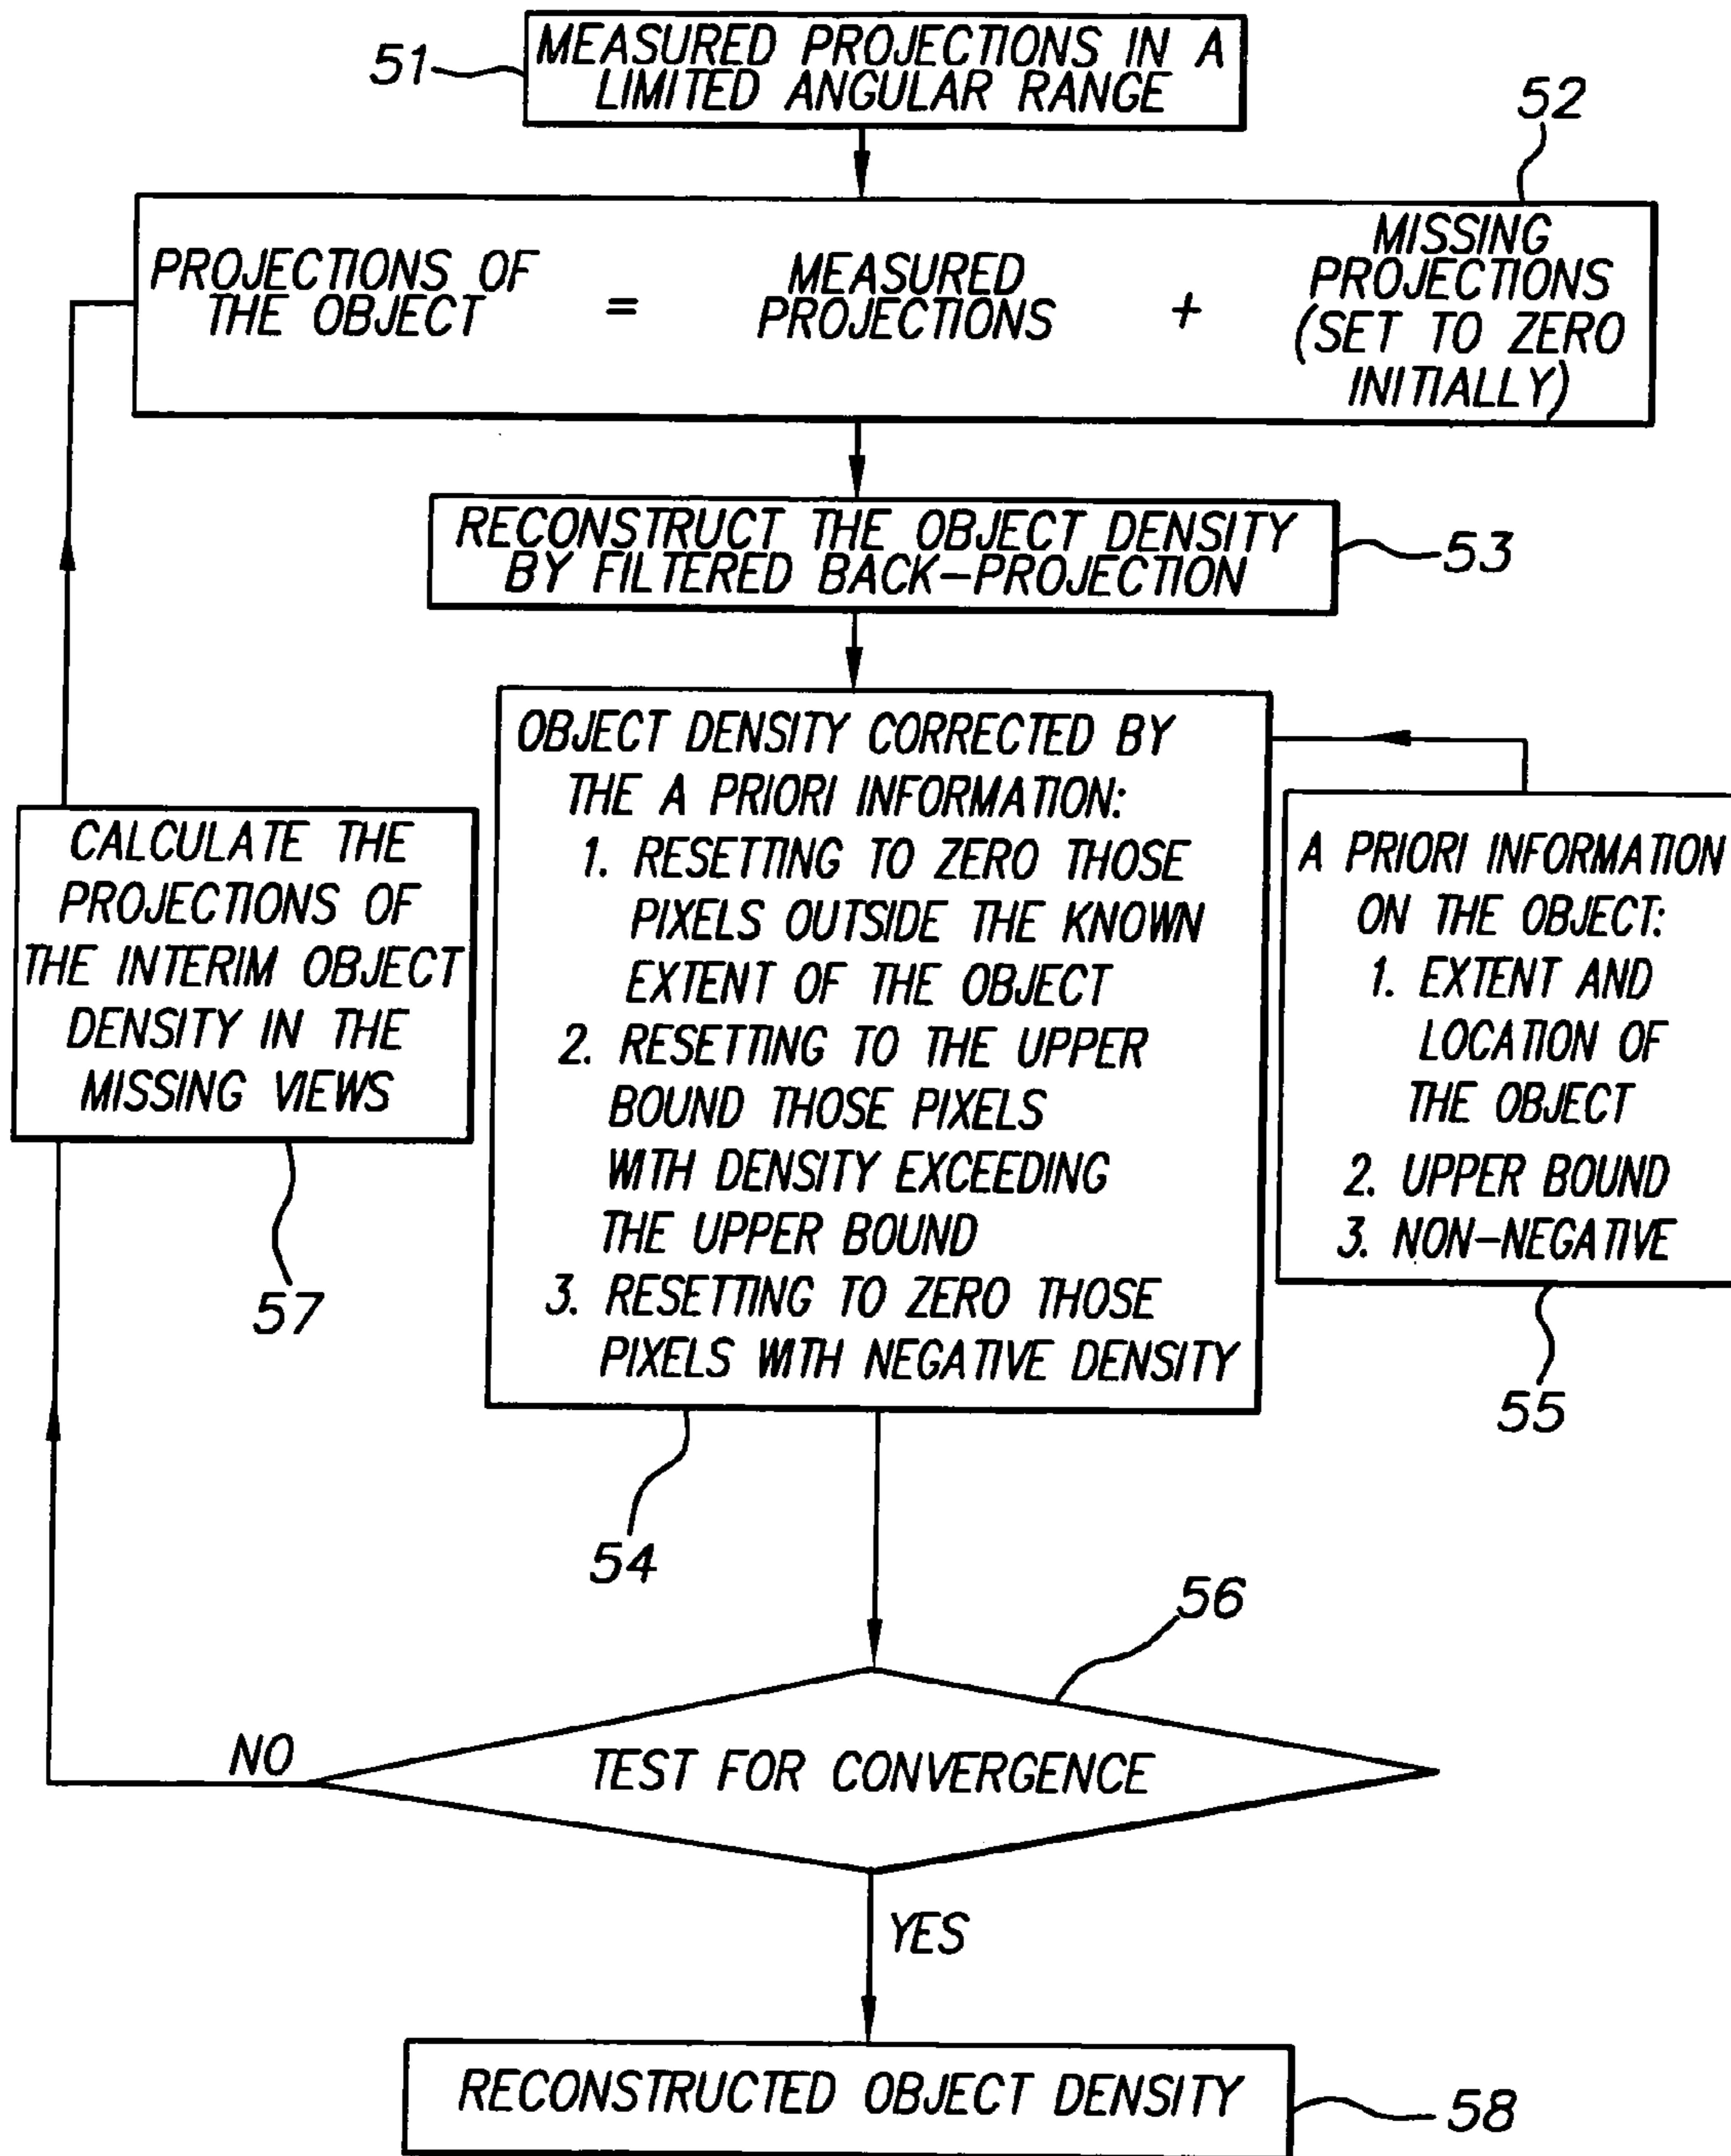 51
MEASURED PROJECTIONS IN A
LIMITED ANGULAR RANGE
52
PROJECTIONS OF
THE OBJECT
=
MEASURED
PROJECTIONS
+
MISSING
PROJECTIONS
(SET TO ZERO
INITIALLY)
RECONSTRUCT THE OBJECT DENSITY
BY FILTERED BACK-PROJECTION
53
OBJECT DENSITY CORRECTED BY
THE A PRIORI INFORMATION:
1. RESETTING TO ZERO THOSE
PIXELS OUTSIDE THE KNOWN
EXTENT OF THE OBJECT
2. RESETTING TO THE UPPER
BOUND THOSE PIXELS
WITH DENSITY EXCEEDING
THE UPPER BOUND
3. RESETTING TO ZERO THOSE
PIXELS WITH NEGATIVE DENSITY
54
A PRIORI INFORMATION
ON THE OBJECT:
1. EXTENT AND
LOCATION OF
THE OBJECT
2. UPPER BOUND
3. NON-NEGATIVE
55
CALCULATE THE
PROJECTIONS OF
THE INTERIM OBJECT
DENSITY IN THE
MISSING VIEWS
57
56
TEST FOR CONVERGENCE
NO
YES
RECONSTRUCTED OBJECT DENSITY
58